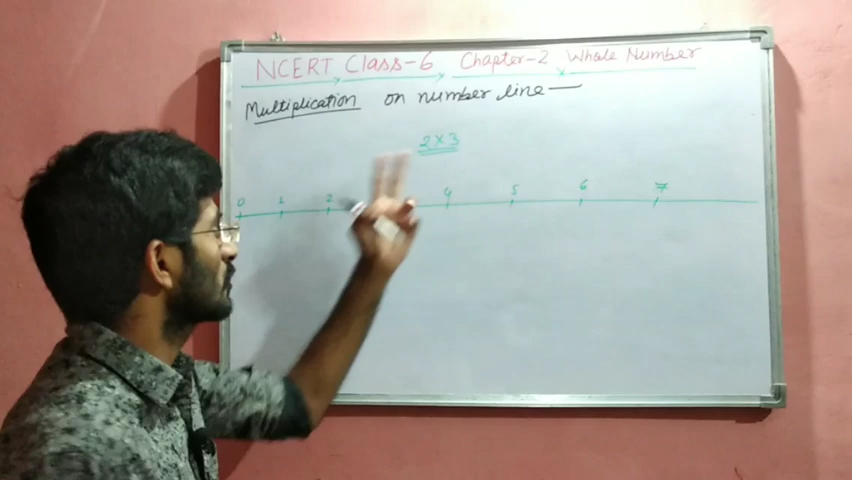 NCERT Class-6 Chapter-2 Whole Number
Multiplication on number line
2 × 3
0 1 2 4 5 6 7